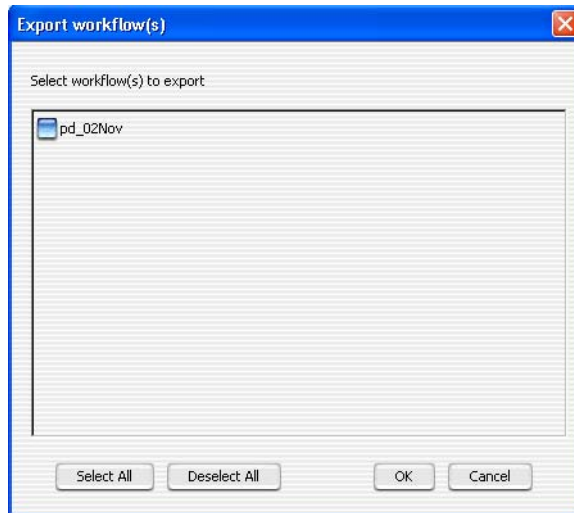 Export workflow(s)
Select workflow(s) to export
pd_02Nov
Select All Deselect All OK Cancel